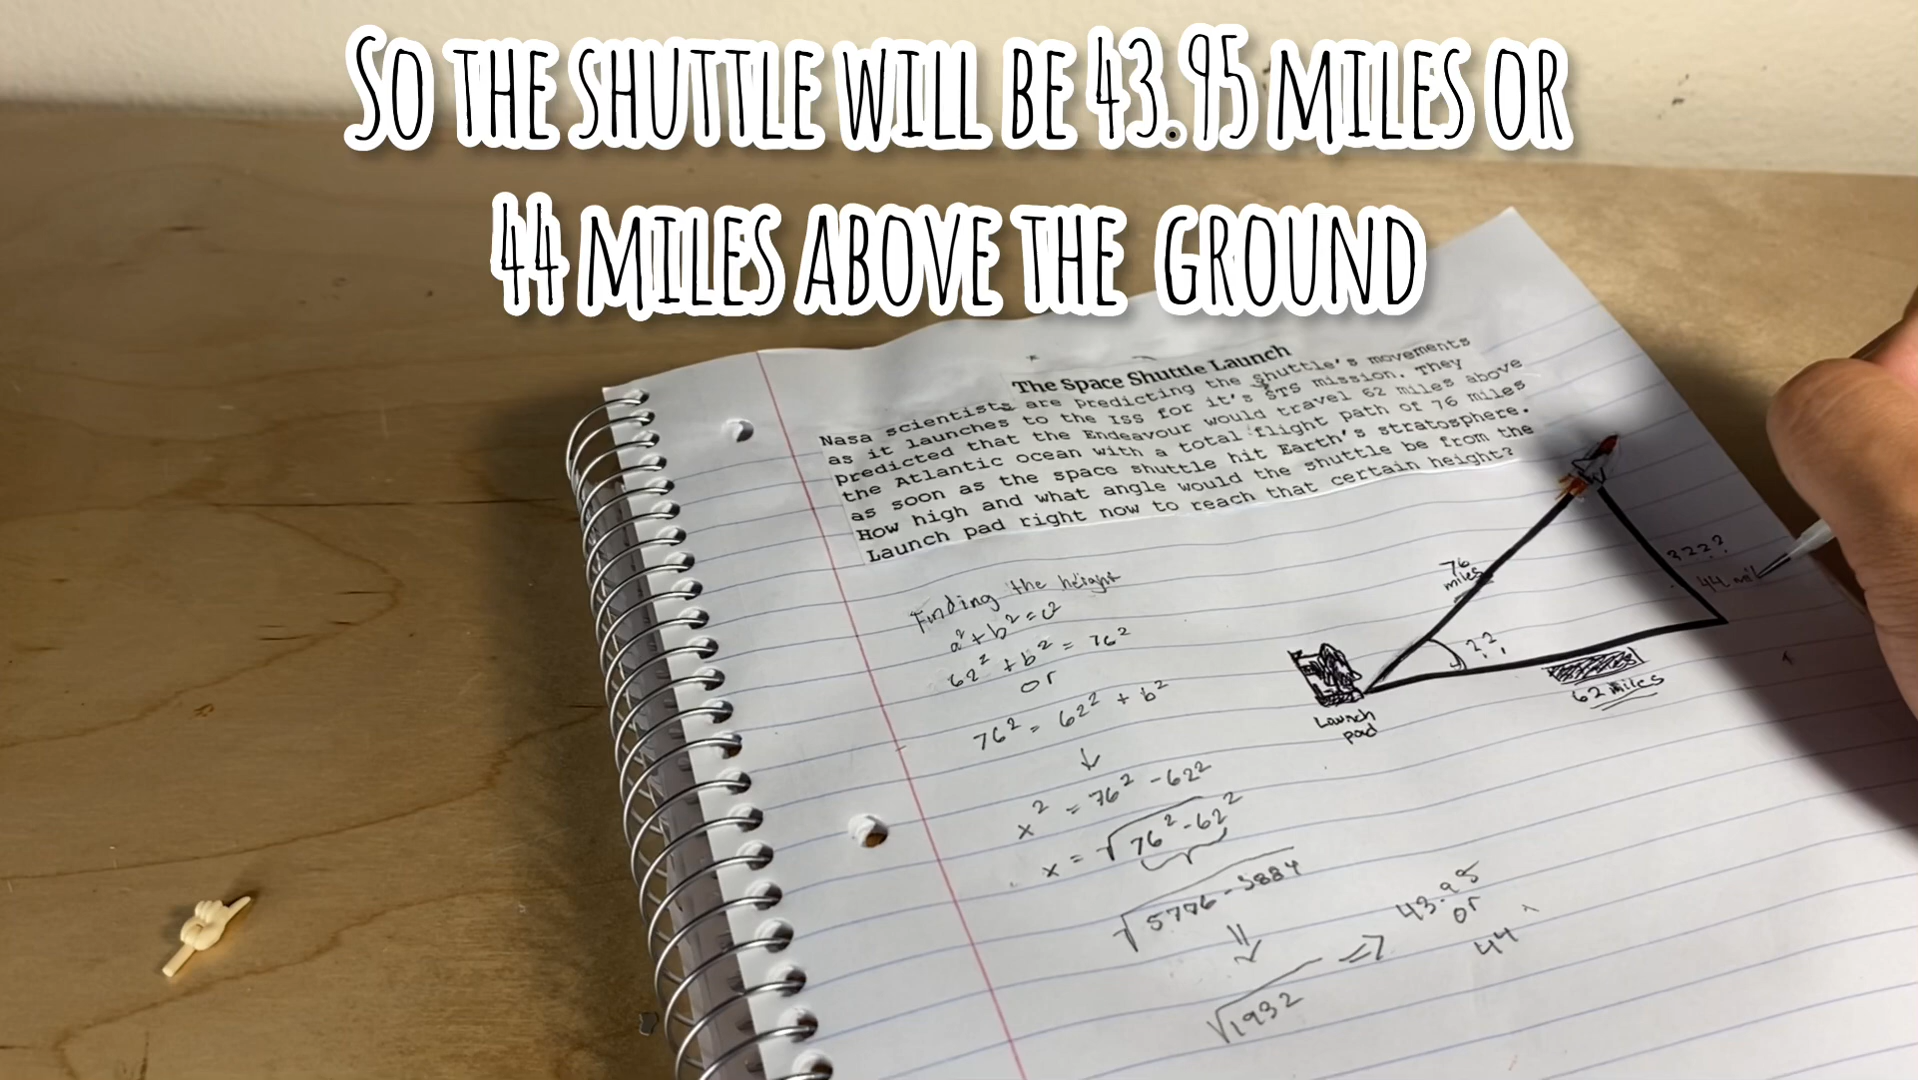 So the shuttle will be 43.95 miles or
44 miles above the ground
The Space Shuttle Launch
Nasa scientists are predicting the shuttle's movements
as it launches to the Iss for it's STS mission. They
predicted that the Endeavour would travel 62 miles above
the Atlantic ocean with a total flight path of 76 miles
as soon as the space shuttle hit Earth's stratosphere.
How high and what angle would the shuttle be from the
Launch pad right now to reach that certain height?
Finding the height
a² + b² = c²
62² + b² = 76²
or
76² = 62² + b²
↓
x² = 76² - 62²
x = √76² - 62²
√5776 - 3884
√1932 => 43.95
or
44
76
miles
???
44
??
62 miles
Launch
pad